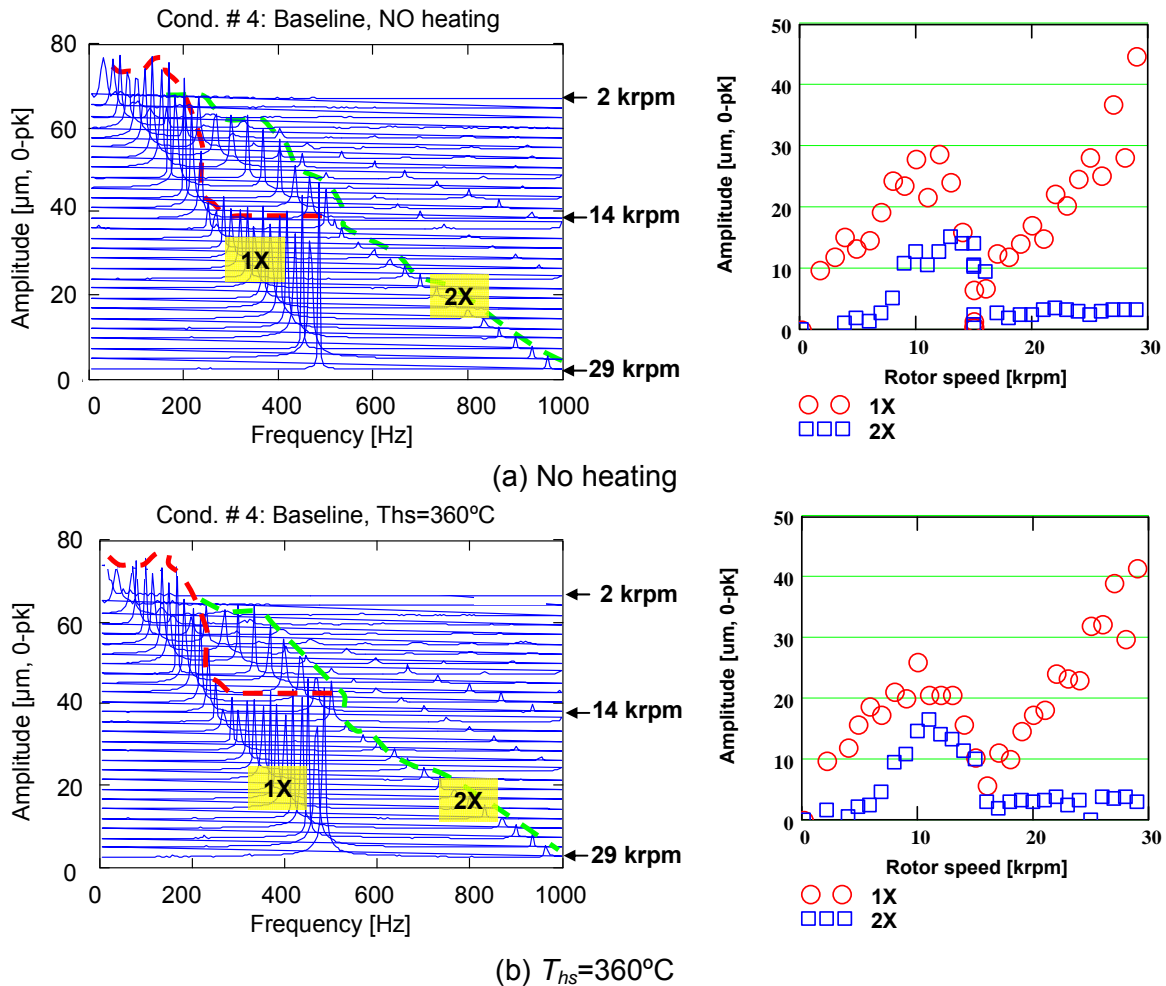 Cond. # 4: Baseline, NO heating
Amplitude [µm, 0-pk]
80
60
40
20
0
0 200 400 600 800 1000
Frequency [Hz]
1X
2X
2 krpm
14 krpm
29 krpm
Amplitude [µm, 0-pk]
50
40
30
20
10
0
0 10 20 30
Rotor speed [krpm]
1X
2X
(a) No heating
Cond. # 4: Baseline, Ths=360ºC
Amplitude [µm, 0-pk]
80
60
40
20
0
0 200 400 600 800 1000
Frequency [Hz]
1X
2X
2 krpm
14 krpm
29 krpm
Amplitude [µm, 0-pk]
50
40
30
20
10
0
0 10 20 30
Rotor speed [krpm]
1X
2X
(b) Ths=360ºC